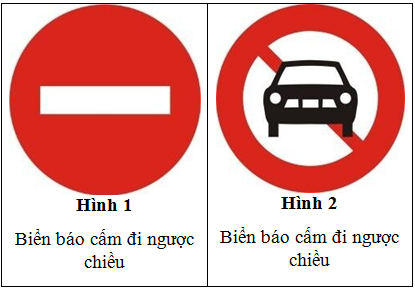 Hình 1
Biển báo cấm đi ngược
chiều
Hình 2
Biển báo cấm đi ngược
chiều